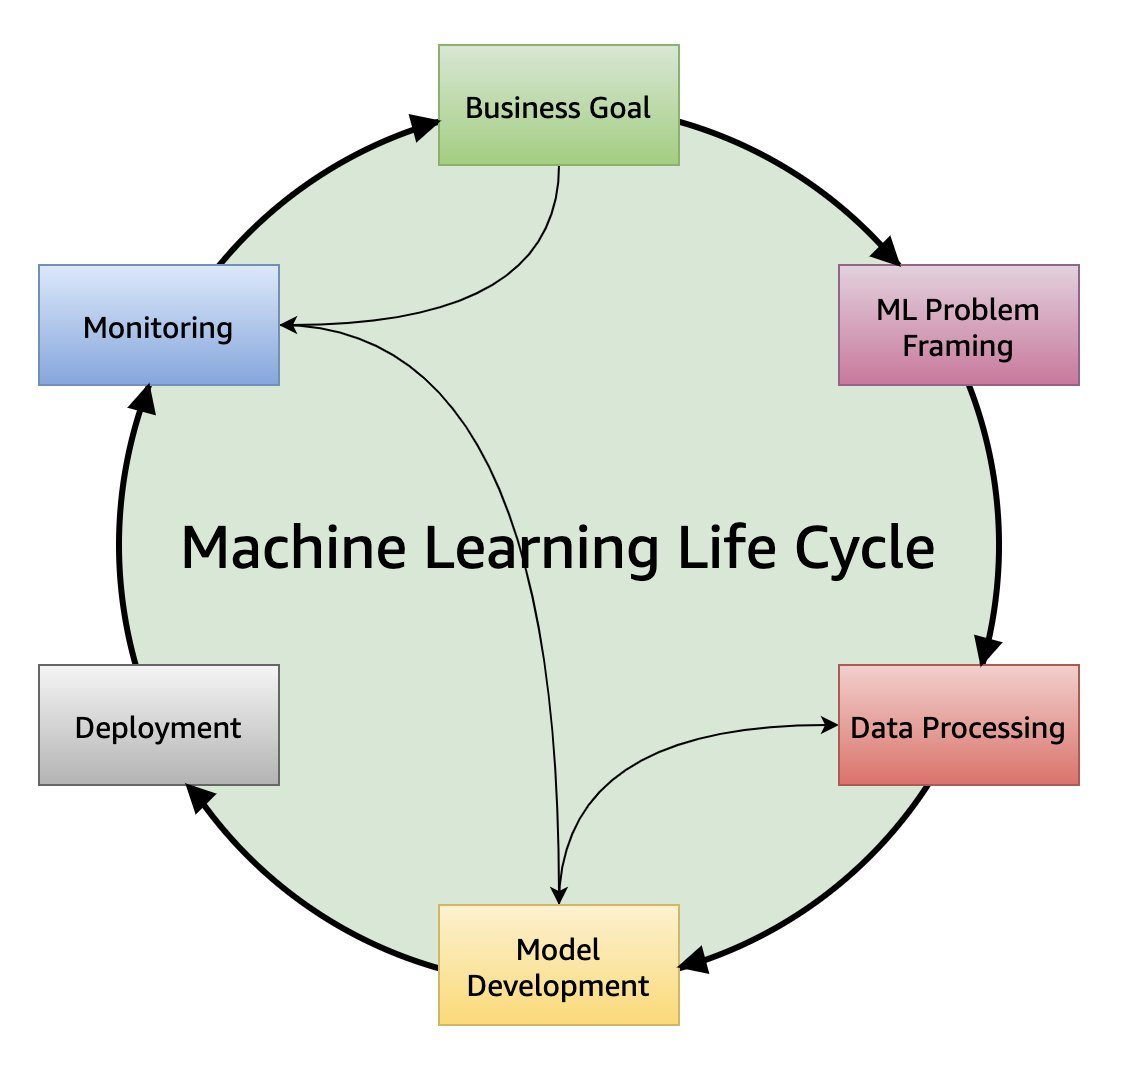 Business Goal
Monitoring
ML Problem
Framing
Machine Learning Life Cycle
Deployment
Data Processing
Model
Development